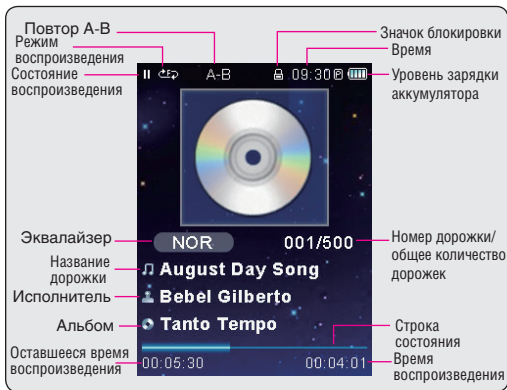 Повтор A-B
Режим
воспроизведения
Состояние
воспроизведения
Значок блокировки
Время
Уровень зарядки
аккумулятора
A-B
09:30
Эквалайзер
NOR
001/500
Номер дорожки/
общее количество
дорожек
Название
дорожки
August Day Song
Исполнитель
Bebel Gilberto
Альбом
Tanto Tempo
Строка
состояния
Оставшееся время
воспроизведения
00:05:30
00:04:01
Время
воспроизведения